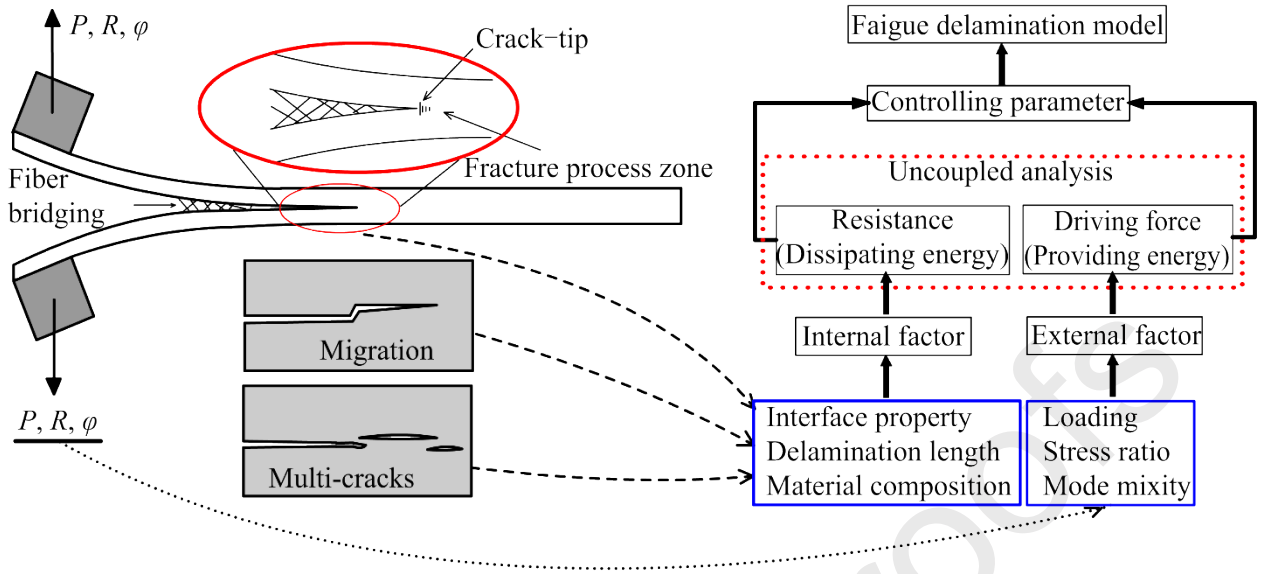 P, R, φ
Crack-tip
Fracture process zone
Fiber
bridging
Migration
Multi-cracks
P, R, φ
Faigue delamination model
Controlling parameter
Uncoupled analysis
Resistance
(Dissipating energy)
Driving force
(Providing energy)
Internal factor
External factor
Interface property
Delamination length
Material composition
Loading
Stress ratio
Mode mixity
roofs